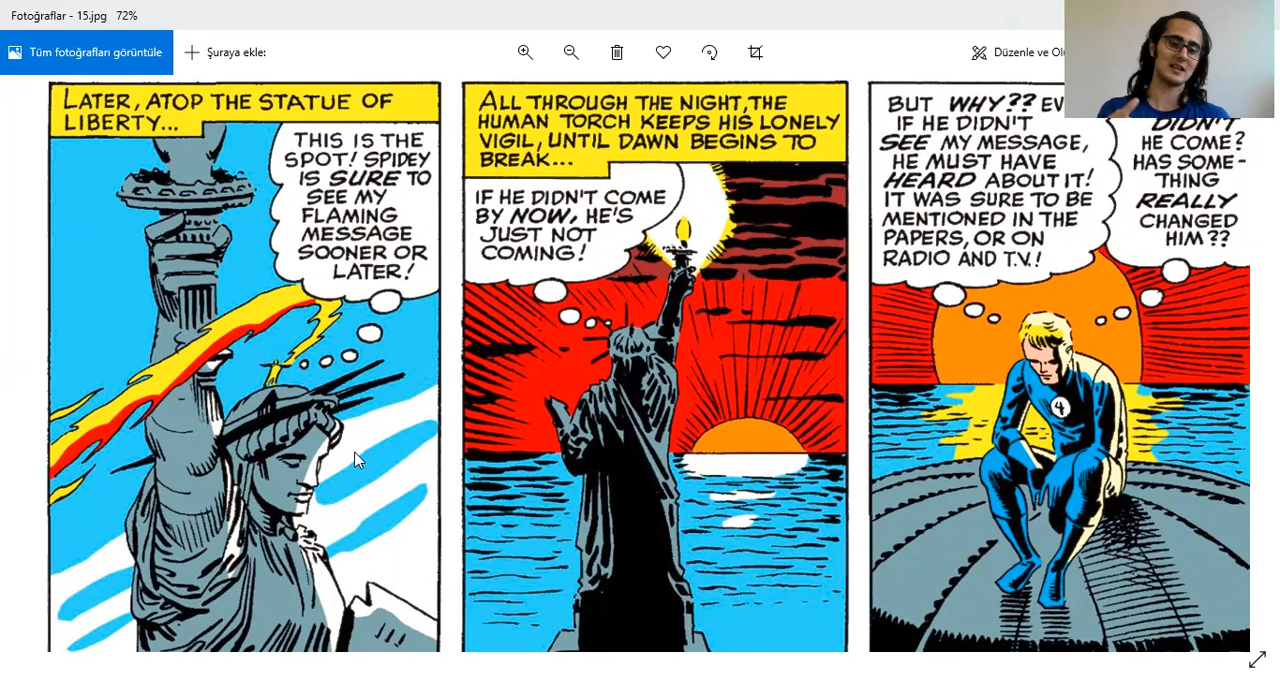 Fotoğraflar - 15.jpg 72%
Tüm fotoğrafları görüntüle
Şuraya ekle:
Düzenle ve
LATER, ATOP THE STATUE OF
LIBERTY...
THIS IS THE
SPOT! SPIDEY
IS SURE TO
SEE MY
FLAMING
MESSAGE
SOONER OR
LATER!
ALL THROUGH THE NIGHT, THE
HUMAN TORCH KEEPS HIS LONELY
VIGIL, UNTIL DAWN BEGINS TO
BREAK...
IF HE DIDN'T COME
BY NOW, HE'S
JUST NOT
COMING!
BUT WHY??
IF HE DIDN'T
SEE MY MESSAGE,
HE MUST HAVE
HEARD ABOUT IT!
IT WAS SURE TO BE
MENTIONED IN THE
PAPERS, OR ON
RADIO AND T.V.!
DIDN'T
HE COME?
HAS SOME-
THING
REALLY
CHANGED
HIM??
4